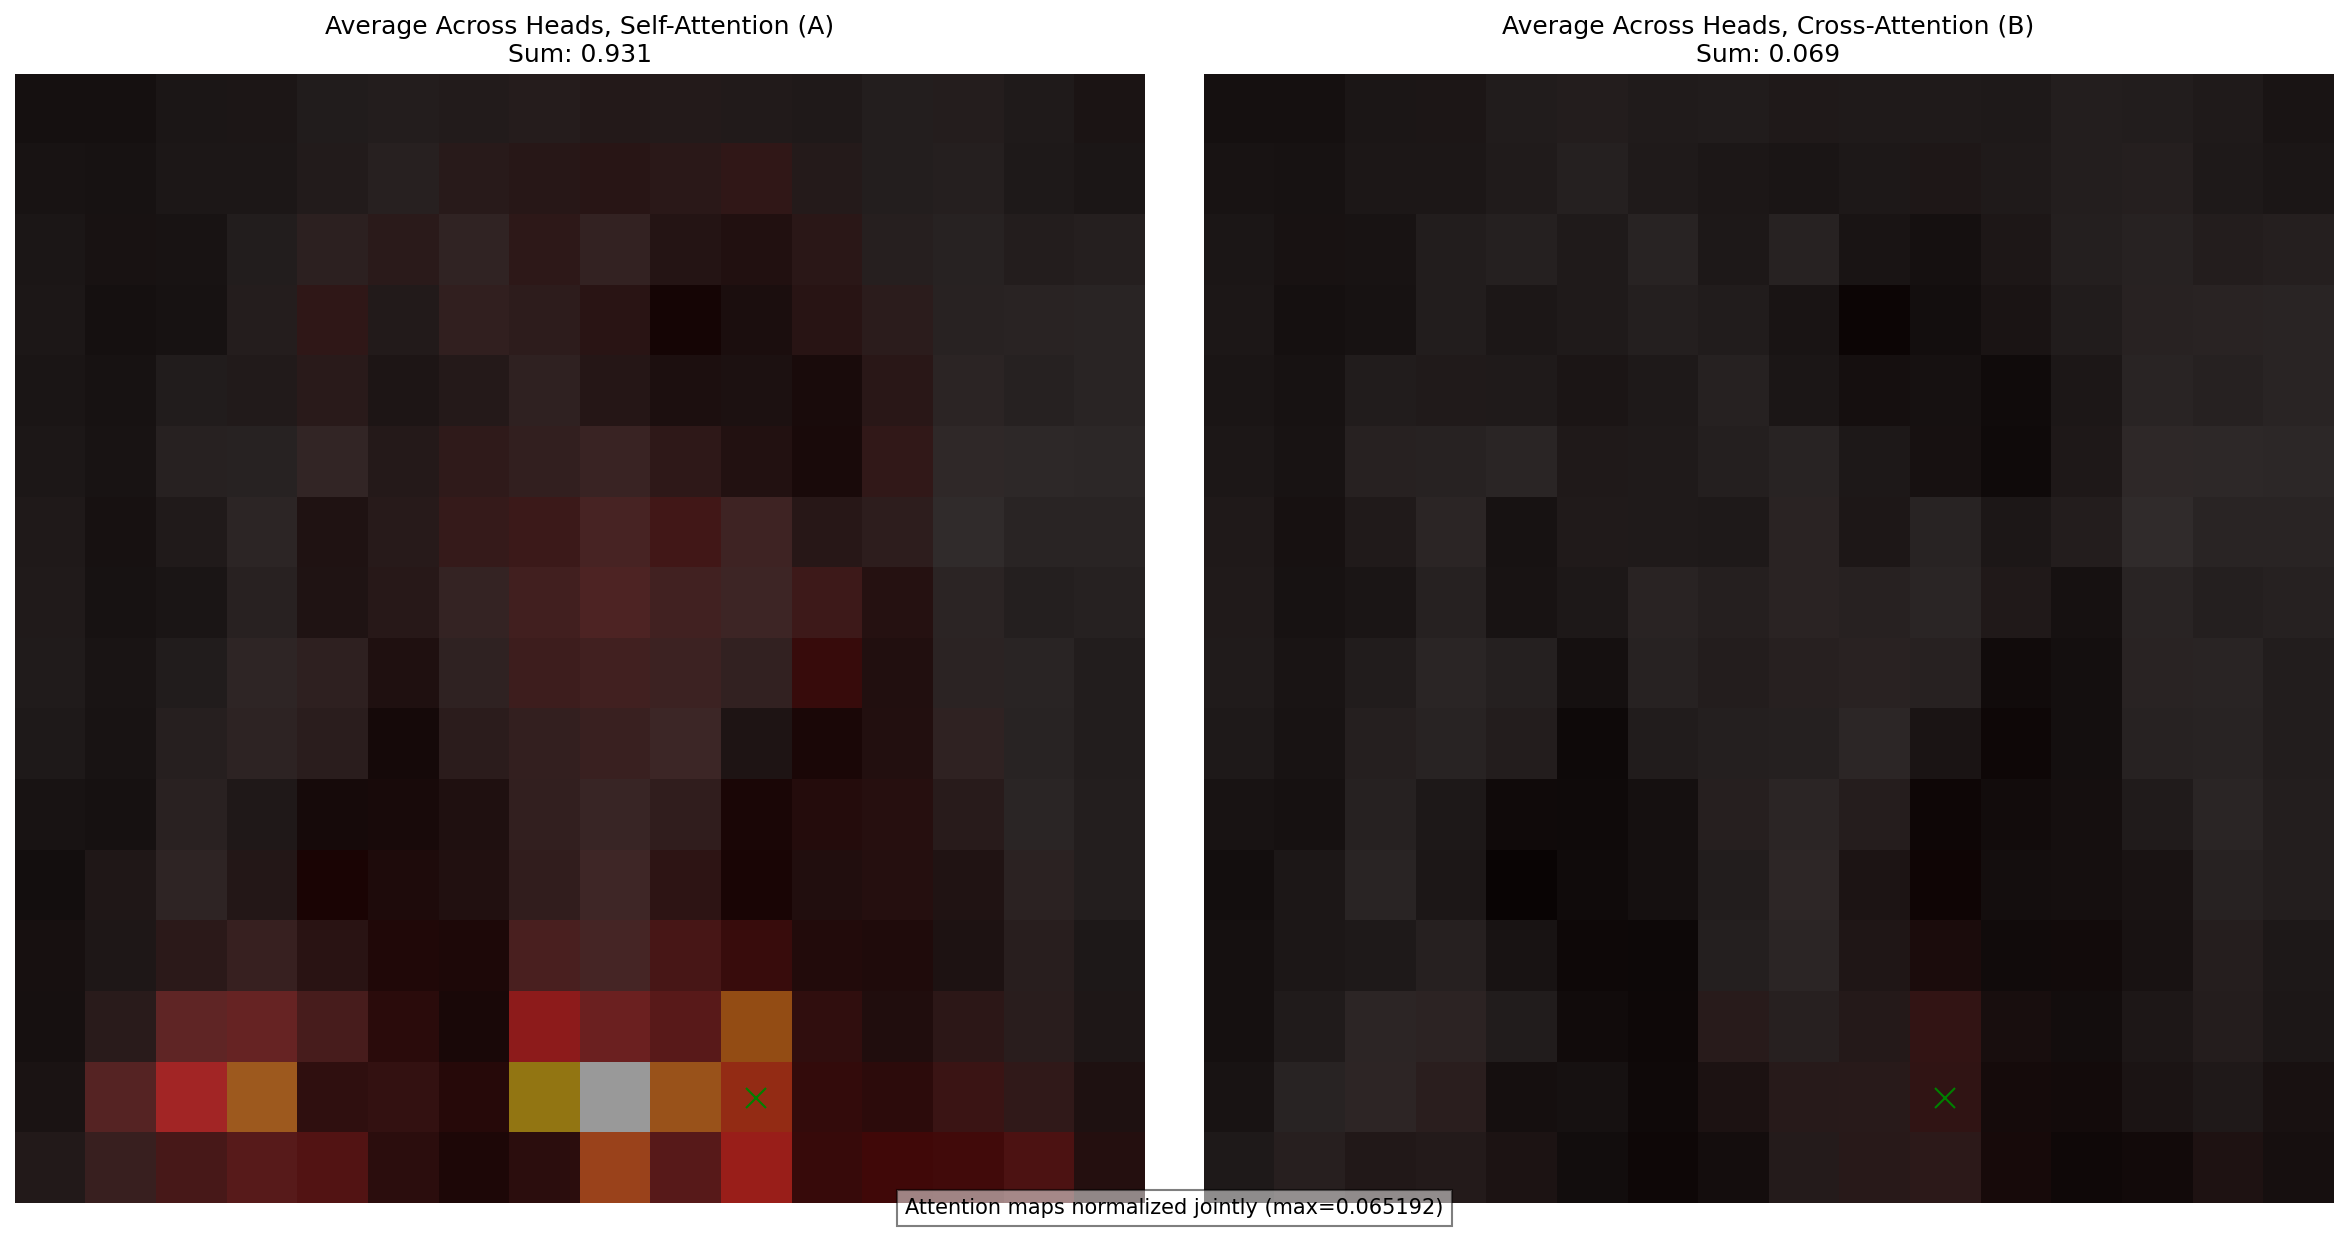 Average Across Heads, Self-Attention (A)
Sum: 0.931
Average Across Heads, Cross-Attention (B)
Sum: 0.069
Attention maps normalized jointly (max=0.065192)